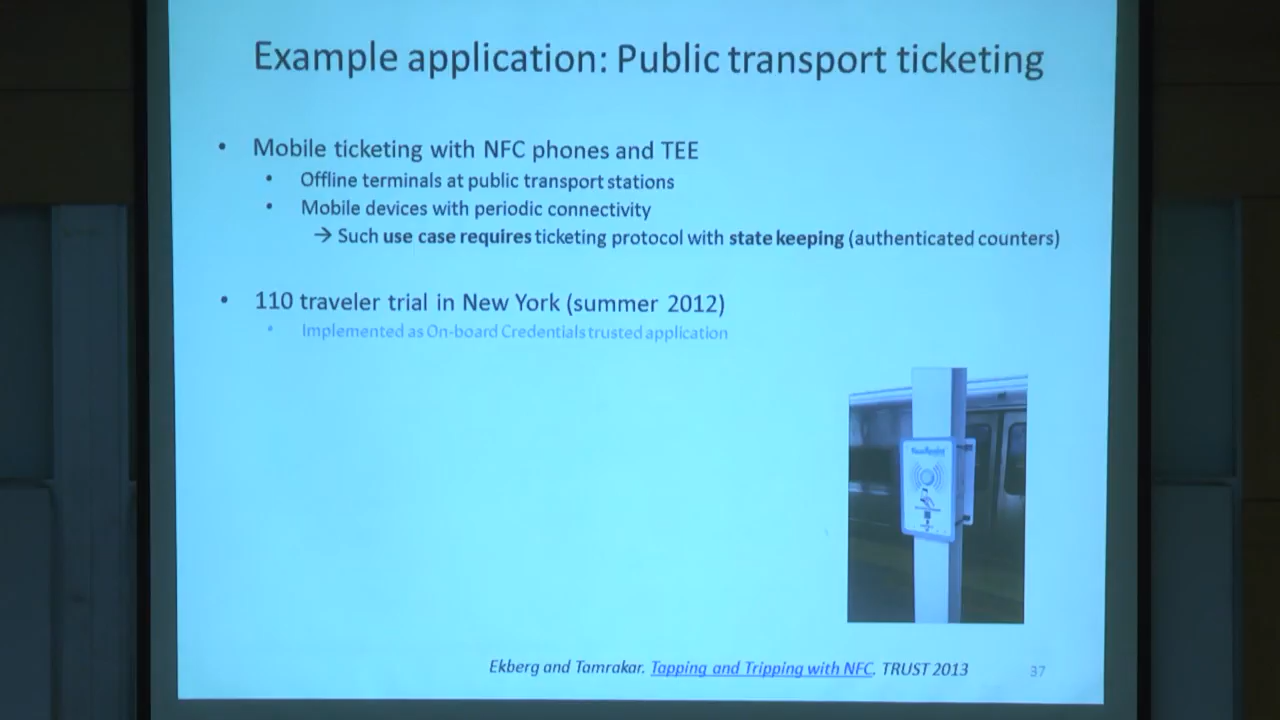 Example application: Public transport ticketing
• Mobile ticketing with NFC phones and TEE
• Offline terminals at public transport stations
• Mobile devices with periodic connectivity
→ Such use case requires ticketing protocol with state keeping (authenticated counters)
• 110 traveler trial in New York (summer 2012)
• Implemented as On-board Credentials trusted application
Ekberg and Tamrakar. Tapping and Tripping with NFC. TRUST 2013
37